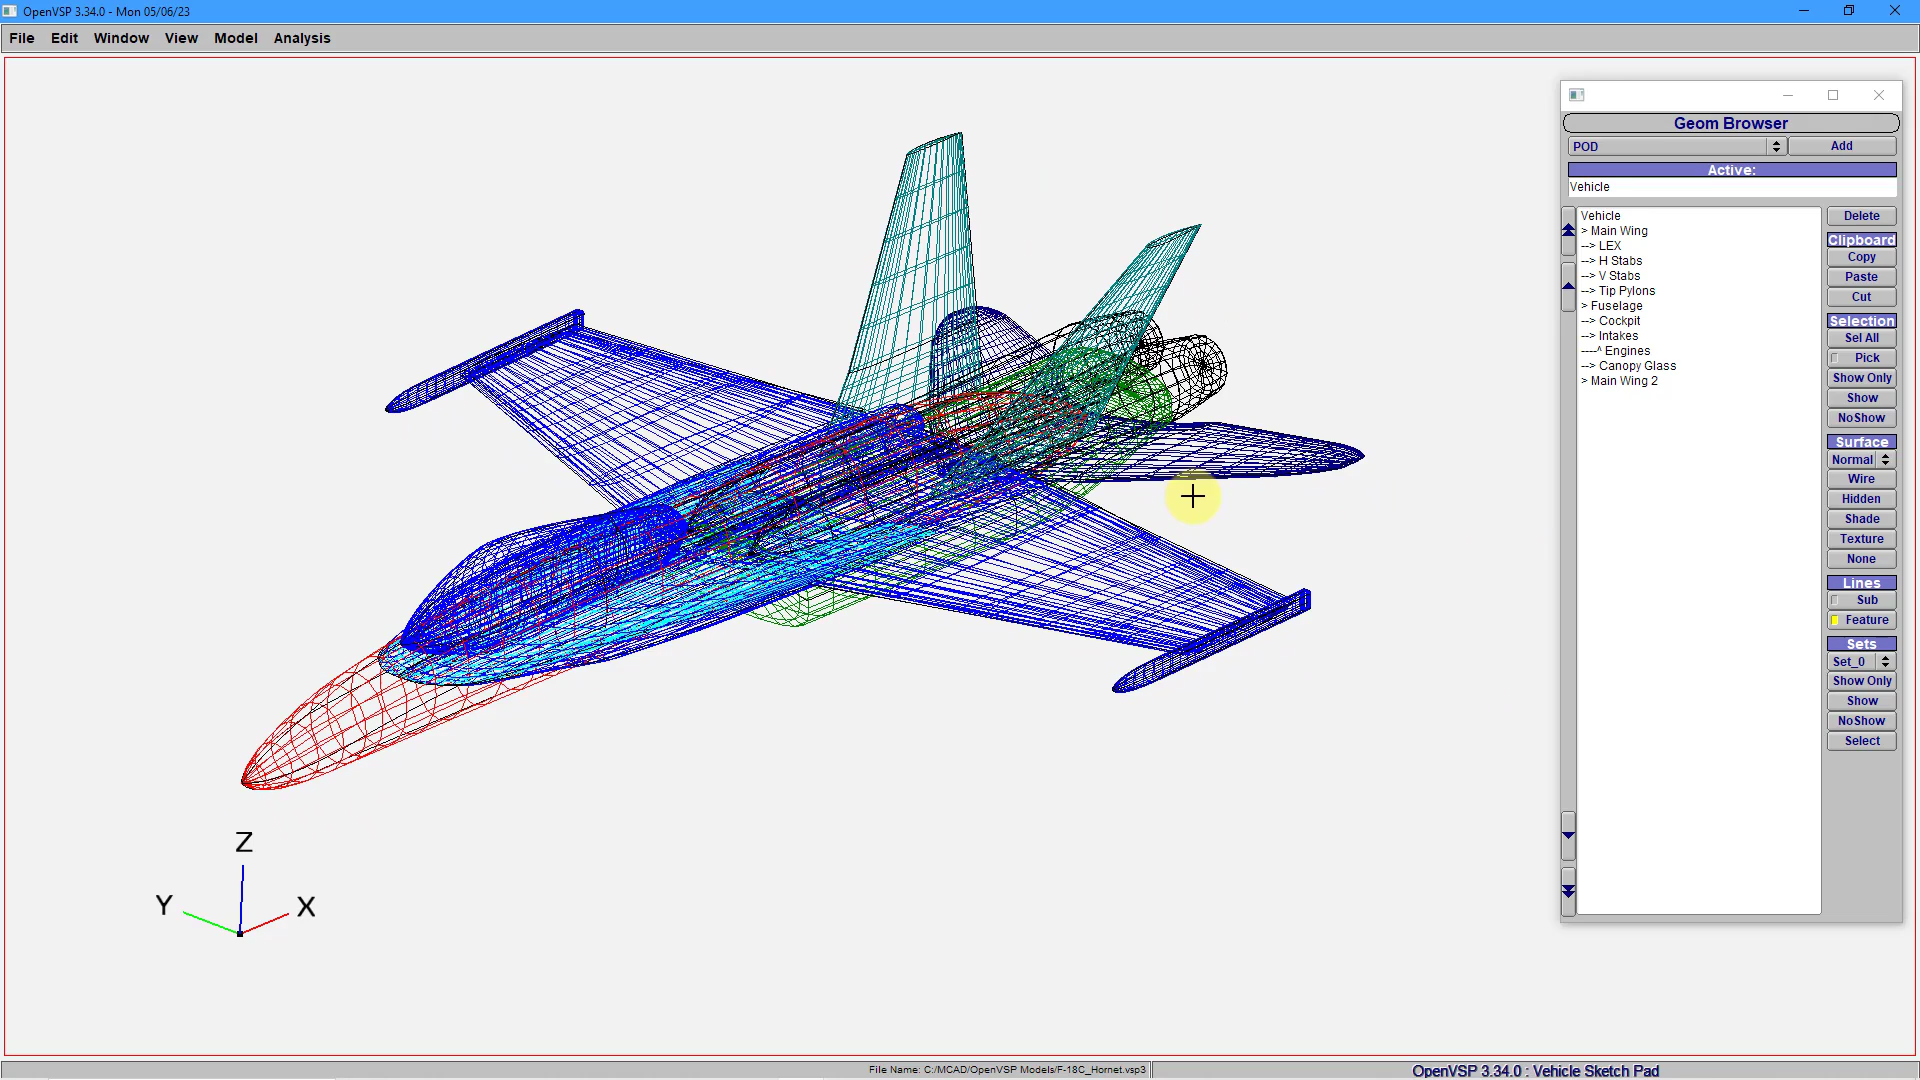 OpenVSP 3.34.0 - Mon 05/06/23
File Edit Window View Model Analysis
Geom Browser
POD Add
Active:
Vehicle
Vehicle
> Main Wing
--> LEX
--> H Stabs
--> V Stabs
--> Tip Pylons
> Fuselage
--> Cockpit
--> Intakes
----^ Engines
--> Canopy Glass
> Main Wing 2
Delete
Clipboard
Copy
Paste
Cut
Selection
Sel All
Pick
Show Only
Show
NoShow
Surface
Normal
Wire
Hidden
Shade
Texture
None
Lines
Sub
Feature
Sets
Set_0
Show Only
Show
NoShow
Select
Z
Y
X
File Name: C:/MCAD/OpenVSP Models/F-18C_Hornet.vsp3
OpenVSP 3.34.0 : Vehicle Sketch Pad